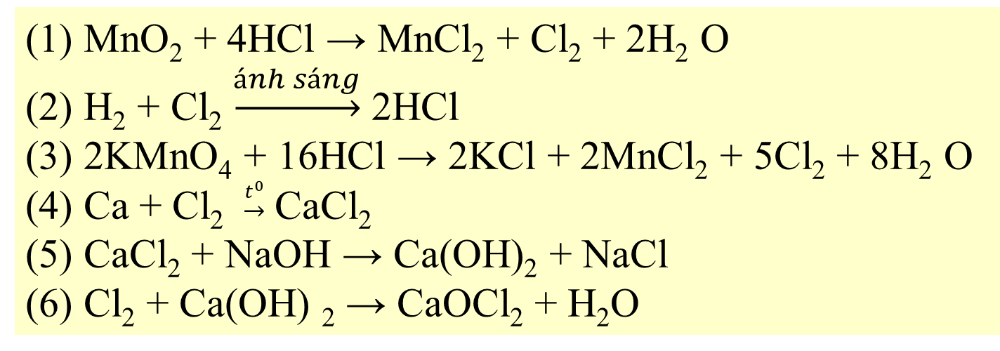 (1) MnO₂ + 4HCl → MnCl₂ + Cl₂ + 2H₂ O
(2) H₂ + Cl₂ \xrightarrow{ánh sáng} 2HCl
(3) 2KMnO₄ + 16HCl → 2KCl + 2MnCl₂ + 5Cl₂ + 8H₂ O
(4) Ca + Cl₂ \xrightarrow{t⁰} CaCl₂
(5) CaCl₂ + NaOH → Ca(OH)₂ + NaCl
(6) Cl₂ + Ca(OH) ₂ → CaOCl₂ + H₂O